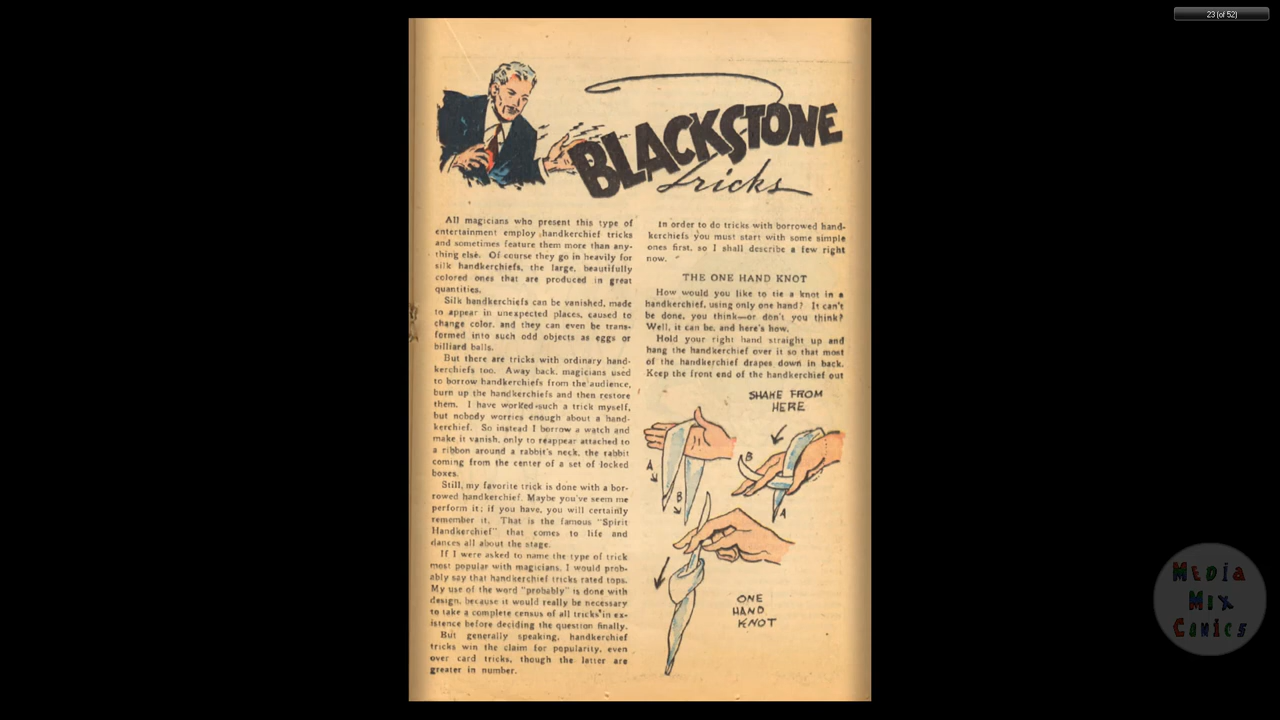 23 (of 52)
BLACKSTONE
tricks
All magicians who present this type of
entertainment employ handkerchief tricks
and sometimes feature them more than any-
thing else. Of course they go in heavily for
silk handkerchiefs, the large, beautifully
colored ones that are produced in great
quantities.
Silk handkerchiefs can be vanished, made
to appear in unexpected places, caused to
change color, and they can even be trans-
formed into such odd objects as eggs or
billiard balls.
But there are tricks with ordinary hand-
kerchiefs too. Away back, magicians used
to borrow handkerchiefs from the audience,
burn up the handkerchiefs and then restore
them. I have worked such a trick myself,
but nobody worries enough about a hand-
kerchief. So instead I borrow a watch and
make it vanish, only to reappear attached to
a ribbon around a rabbit's neck, the rabbit
coming from the center of a set of locked
boxes.
Still, my favorite trick is done with a bor-
rowed handkerchief. Maybe you've seem me
perform it; if you have, you will certainly
remember it. That is the famous "Spirit
Handkerchief" that comes to life and
dances all about the stage.
If I were asked to name the type of trick
most popular with magicians, I would prob-
ably say that handkerchief tricks rated tops.
My use of the word "probably" is done with
design, because it would really be necessary
to take a complete census of all tricks in ex-
istence before deciding the question finally.
But generally speaking, handkerchief
tricks win the claim for popularity, even
over card tricks, though the latter are
greater in number.
In order to do tricks with borrowed hand-
kerchiefs you must start with some simple
ones first, so I shall describe a few right
now.
THE ONE HAND KNOT
How would you like to tie a knot in a
handkerchief, using only one hand? It can't
be done, you think—or don't you think?
Well, it can be, and here's how.
Hold your right hand straight up and
hang the handkerchief over it so that most
of the handkerchief drapes down in back.
Keep the front end of the handkerchief out
SHAKE FROM
HERE
A
B
B
A
ONE
HAND
KNOT
MEDIA
MIX
COMICS